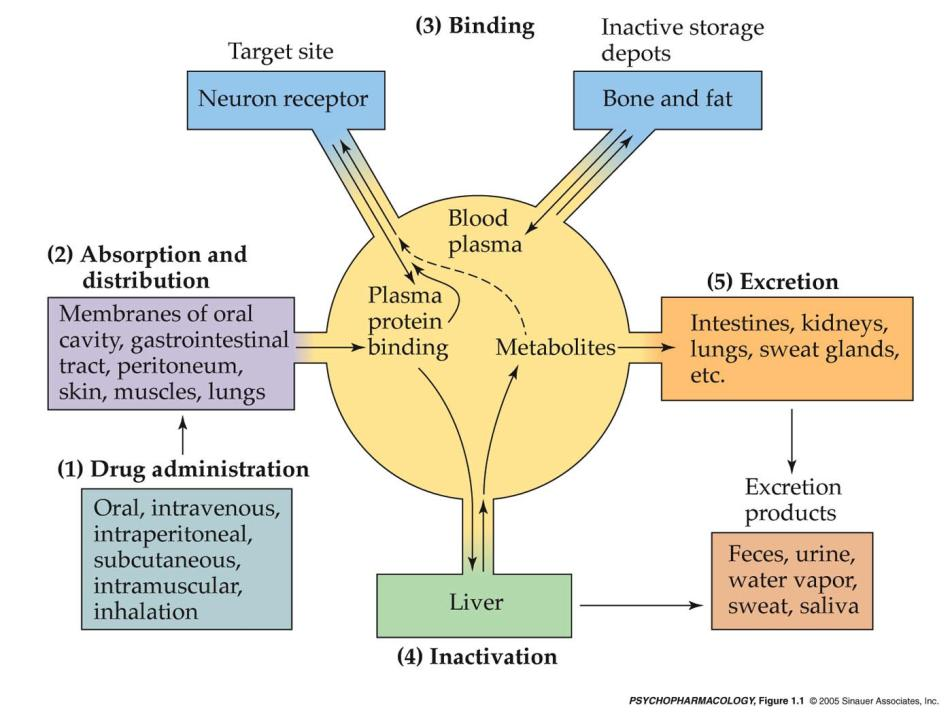 (3) Binding
Target site
Inactive storage
depots
Neuron receptor
Bone and fat
Blood
plasma
(2) Absorption and
distribution
Membranes of oral
cavity, gastrointestinal
tract, peritoneum,
skin, muscles, lungs
Plasma
protein
binding
Metabolites
(5) Excretion
Intestines, kidneys,
lungs, sweat glands,
etc.
(1) Drug administration
Oral, intravenous,
intraperitoneal,
subcutaneous,
intramuscular,
inhalation
Excretion
products
Feces, urine,
water vapor,
sweat, saliva
Liver
(4) Inactivation
PSYCHOPHARMACOLOGY, Figure 1.1 © 2005 Sinauer Associates, Inc.